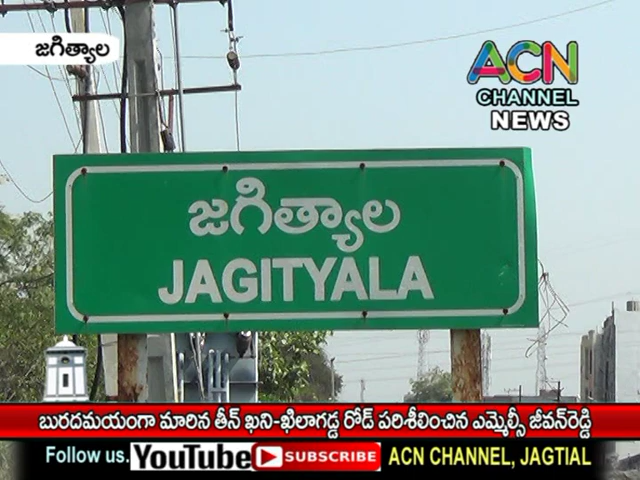 జగిత్యాల
ACN
CHANNEL
NEWS
జగిత్యాల
JAGITYALA
బురదమయంగా మారిన తీన్ ఖని-ఖిలాగడ్డ రోడ్ పరిశీలించిన ఎమ్మెల్సీ జీవన్‌రెడ్డి
Follow us. YouTube SUBSCRIBE ACN CHANNEL, JAGTIAL